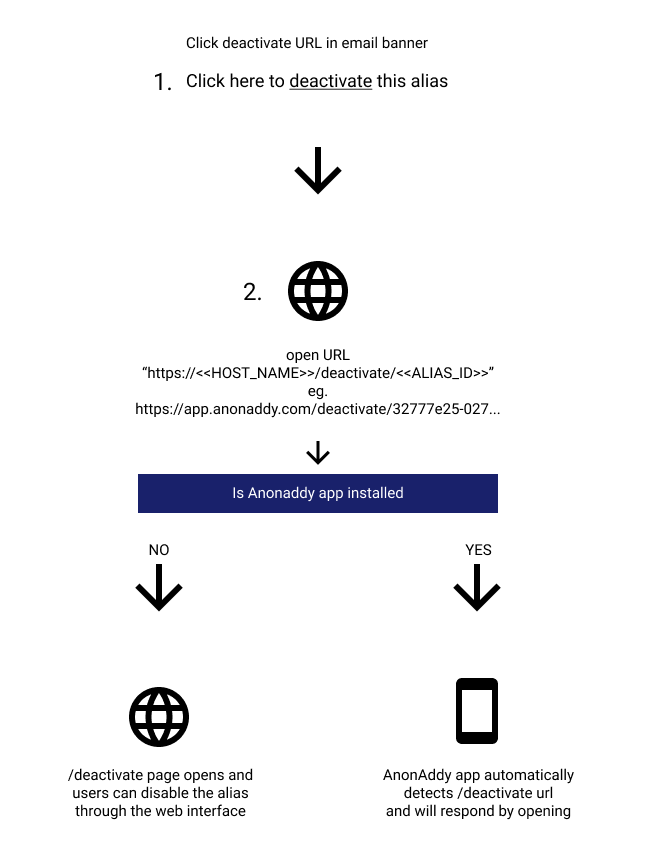 Click deactivate URL in email banner
1. Click here to deactivate this alias
2.
open URL
“https://<<HOST_NAME>>/deactivate/<<ALIAS_ID>>”
eg.
https://app.anonaddy.com/deactivate/32777e25-027...
Is Anonaddy app installed
NO
YES
/deactivate page opens and
users can disable the alias
through the web interface
AnonAddy app automatically
detects /deactivate url
and will respond by opening